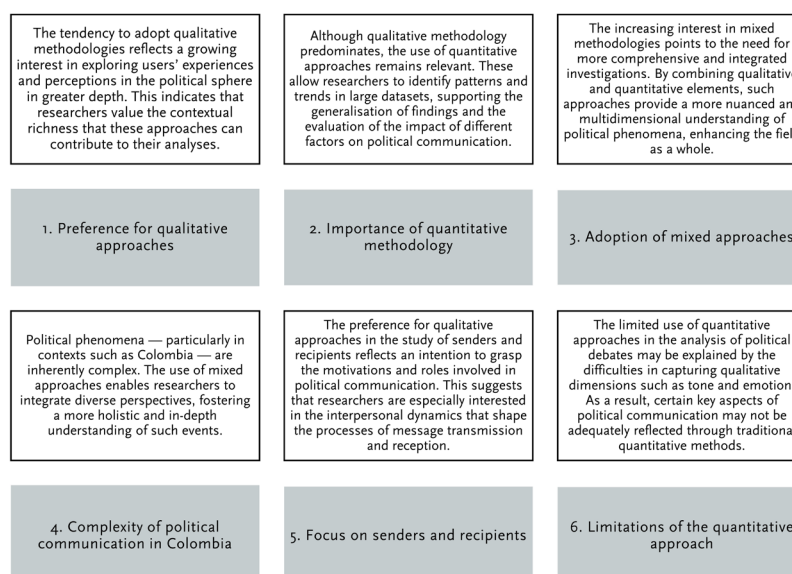 The tendency to adopt qualitative
methodologies reflects a growing
interest in exploring users’ experiences
and perceptions in the political sphere
in greater depth. This indicates that
researchers value the contextual
richness that these approaches can
contribute to their analyses.
1. Preference for qualitative
approaches
Although qualitative methodology
predominates, the use of quantitative
approaches remains relevant. These
allow researchers to identify patterns and
trends in large datasets, supporting the
generalisation of findings and the
evaluation of the impact of different
factors on political communication.
2. Importance of quantitative
methodology
The increasing interest in mixed
methodologies points to the need for
more comprehensive and integrated
investigations. By combining qualitative
and quantitative elements, such
approaches provide a more nuanced an
multidimensional understanding of
political phenomena, enhancing the fiel
as a whole.
3. Adoption of mixed approaches
Political phenomena — particularly in
contexts such as Colombia — are
inherently complex. The use of mixed
approaches enables researchers to
integrate diverse perspectives, fostering
a more holistic and in-depth
understanding of such events.
4. Complexity of political
communication in Colombia
The preference for qualitative
approaches in the study of senders and
recipients reflects an intention to grasp
the motivations and roles involved in
political communication. This suggests
that researchers are especially interested
in the interpersonal dynamics that shape
the processes of message transmission
and reception.
5. Focus on senders and recipients
The limited use of quantitative
approaches in the analysis of political
debates may be explained by the
difficulties in capturing qualitative
dimensions such as tone and emotion
As a result, certain key aspects of
political communication may not be
adequately reflected through traditiona
quantitative methods.
6. Limitations of the quantitative
approach